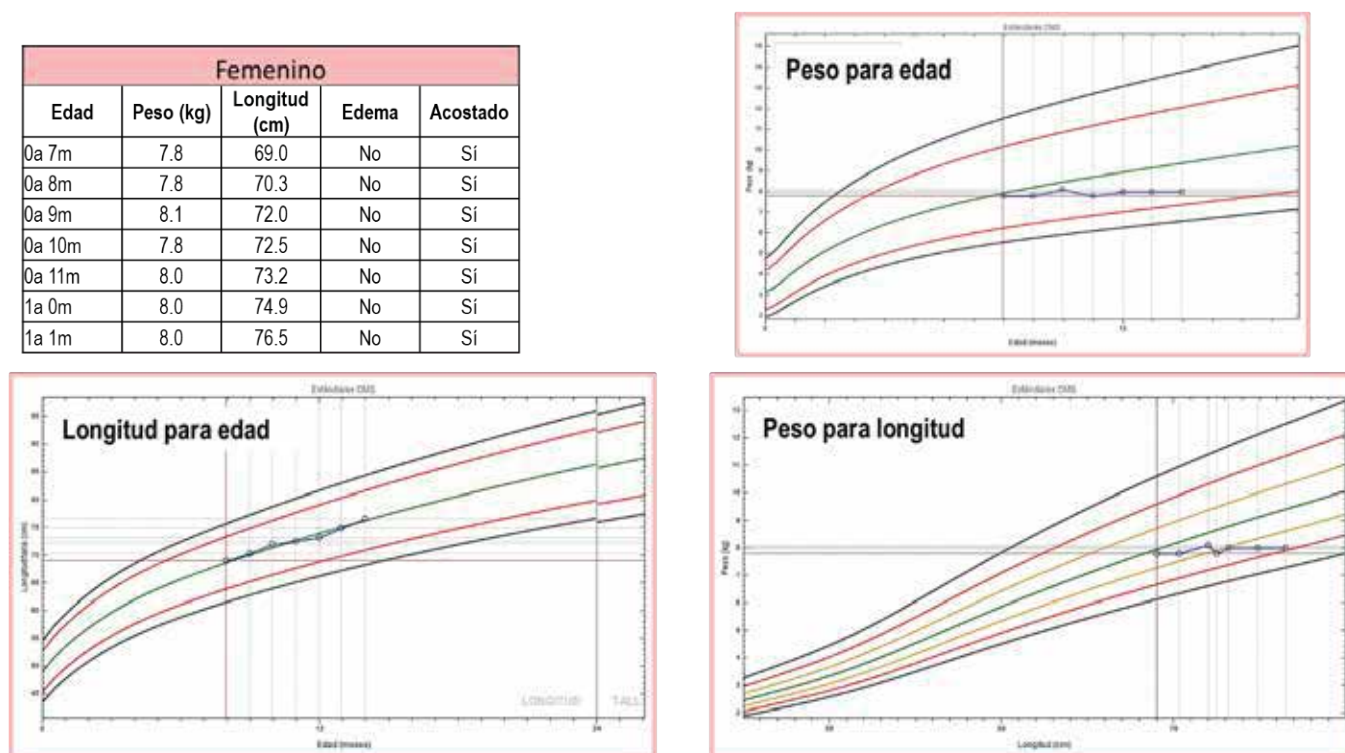 Femenino
Edad Peso (kg) Longitud (cm) Edema Acostado
0a 7m 7.8 69.0 No Sí
0a 8m 7.8 70.3 No Sí
0a 9m 8.1 72.0 No Sí
0a 10m 7.8 72.5 No Sí
0a 11m 8.0 73.2 No Sí
1a 0m 8.0 74.9 No Sí
1a 1m 8.0 76.5 No Sí
Estándares OMS
Peso para edad
Peso (kg)
Edad (meses)
Estándares OMS
Longitud para edad
LONGITUD TALL
12 24
Edad (meses)
Estándares OMS
Peso para longitud
Peso (kg)
Longitud (cm)